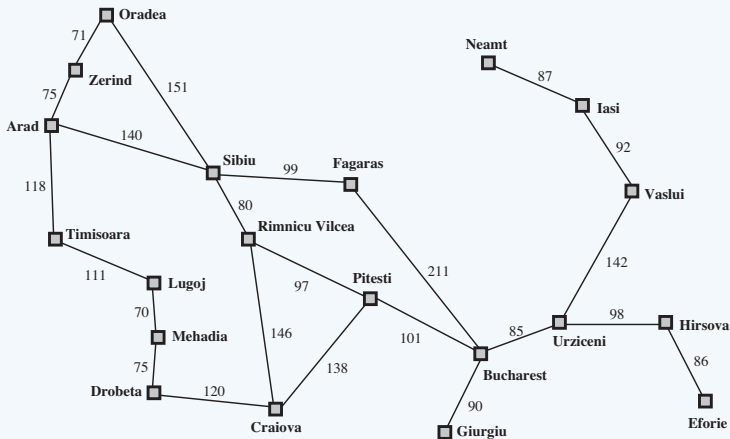 Oradea
71
Neamt
Zerind
87
151
75
Iasi
Arad
140
92
Sibiu
Fagaras
99
118
Vaslui
80
Timisoara
Rimnicu Vilcea
142
111
211
Lugoj
97
Pitesti
70
98
Hirsova
146
101
85
Mehadia
Urziceni
138
86
75
Bucharest
Drobeta
120
90
Eforie
Craiova
Giurgiu